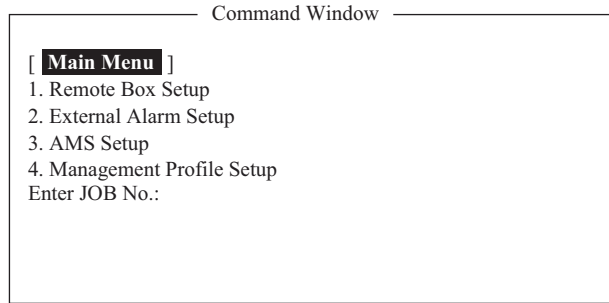 Command Window
[ Main Menu ]
1. Remote Box Setup
2. External Alarm Setup
3. AMS Setup
4. Management Profile Setup
Enter JOB No.: